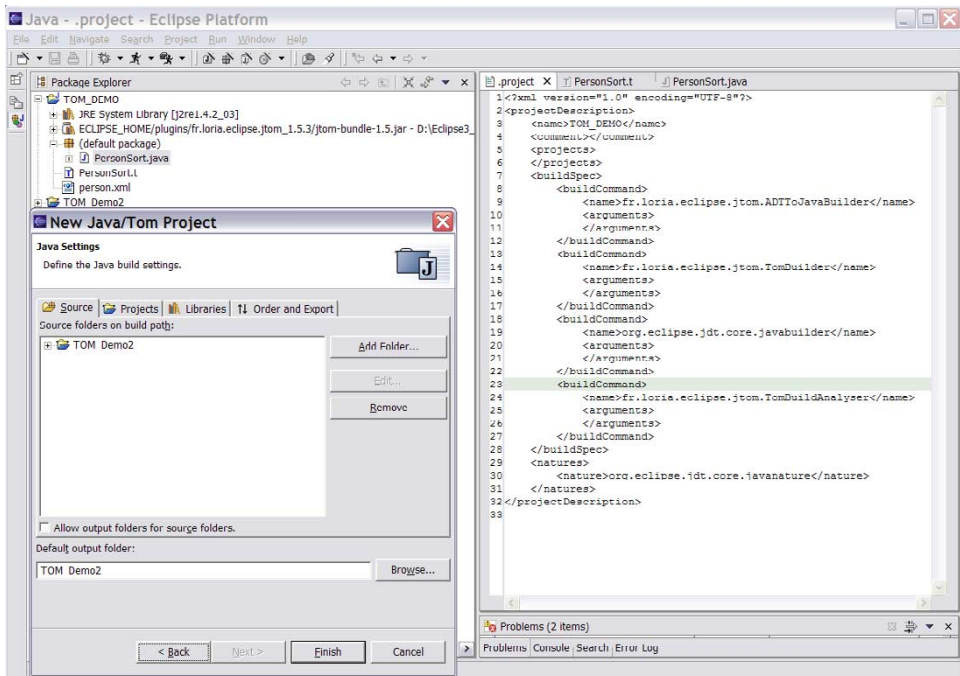 Java - .project - Eclipse Platform
File Edit Navigate Search Project Run Window Help
Package Explorer
TOM_DEMO
JRE System Library [j2re1.4.2_03]
ECLIPSE_HOME/plugins/fr.loria.eclipse.jtom_1.5.3/jtom-bundle-1.5.jar - D:\Eclipse3_
(default package)
PersonSort.java
PersonSort.t
person.xml
TOM Demo2
New Java/Tom Project
Java Settings
Define the Java build settings.
Source Projects Libraries Order and Export
Source folders on build path:
TOM Demo2
Add Folder...
Edit...
Remove
Allow output folders for source folders.
Default output folder:
TOM Demo2
Browse...
< Back Next > Finish Cancel
.project PersonSort.t PersonSort.java
1 <?xml version="1.0" encoding="UTF-8"?>
2 <projectDescription>
3 <name>TOM_DEMO</name>
4 <comment></comment>
5 <projects>
6 </projects>
7 <buildSpec>
8 <buildCommand>
9 <name>fr.loria.eclipse.jtom.ADTToJavaBuilder</name>
10 <arguments>
11 </arguments>
12 </buildCommand>
13 <buildCommand>
14 <name>fr.loria.eclipse.jtom.TomBuilder</name>
15 <arguments>
16 </arguments>
17 </buildCommand>
18 <buildCommand>
19 <name>org.eclipse.jdt.core.javabuilder</name>
20 <arguments>
21 </arguments>
22 </buildCommand>
23 <buildCommand>
24 <name>fr.loria.eclipse.jtom.TomBuildAnalyser</name>
25 <arguments>
26 </arguments>
27 </buildCommand>
28 </buildSpec>
29 <natures>
30 <nature>org.eclipse.jdt.core.javanature</nature>
31 </natures>
32 </projectDescription>
33
Problems (2 items)
Problems Console Search Error Log